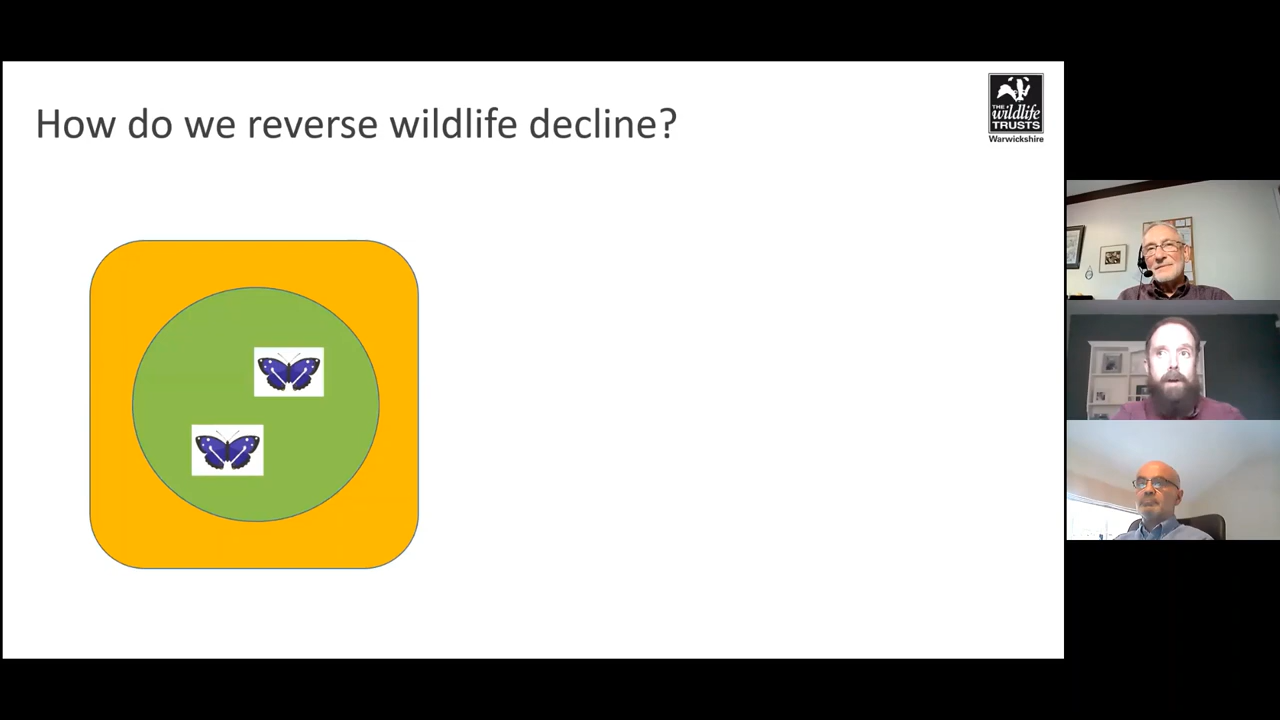 How do we reverse wildlife decline?
THE
wildlife
TRUSTS
Warwickshire